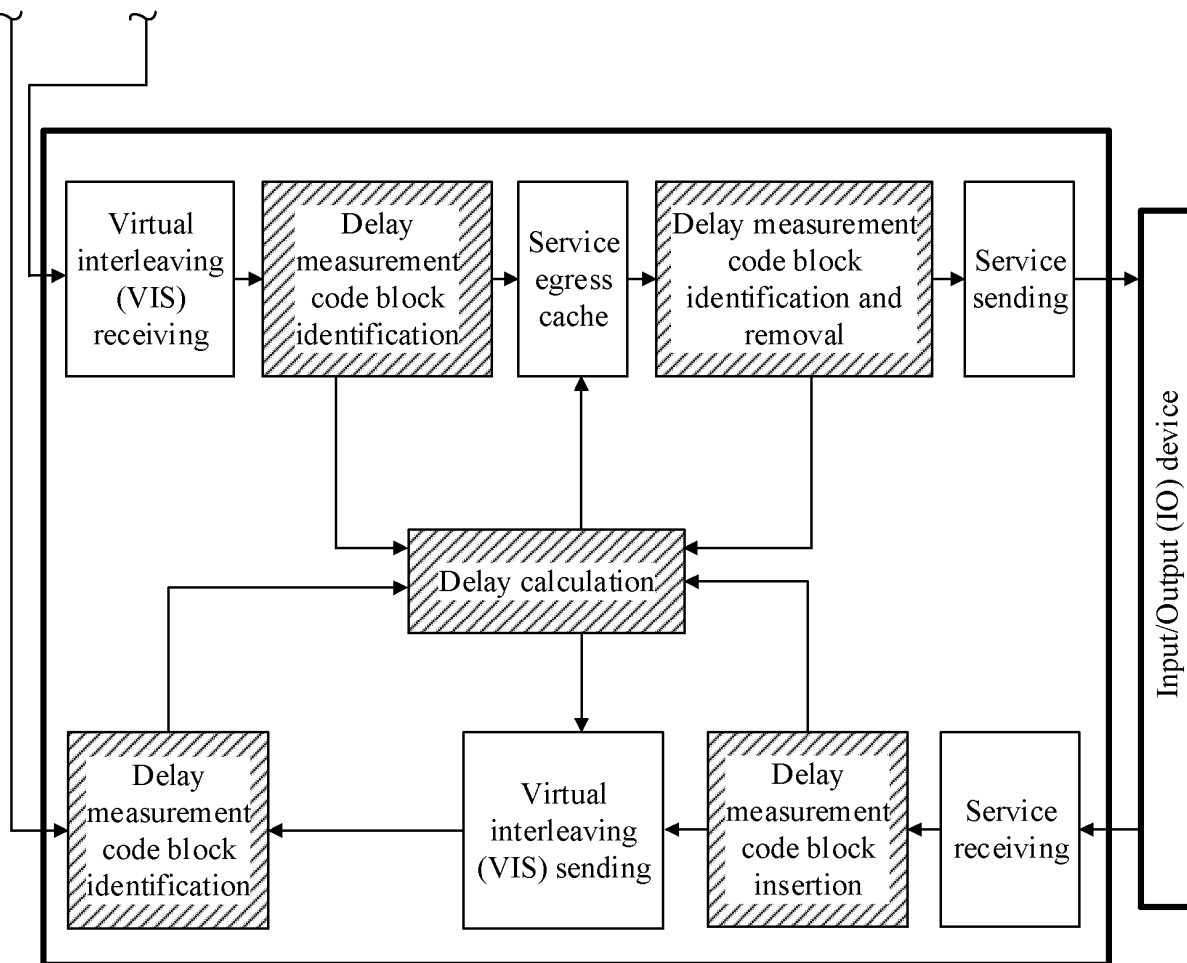 Virtual
interleaving
(VIS)
receiving
Delay
measurement
code block
identification
Service
egress
cache
Delay measurement
code block
identification and
removal
Service
sending
Input/Output (IO) device
Delay calculation
Delay
measurement
code block
identification
Virtual
interleaving
(VIS) sending
Delay
measurement
code block
insertion
Service
receiving